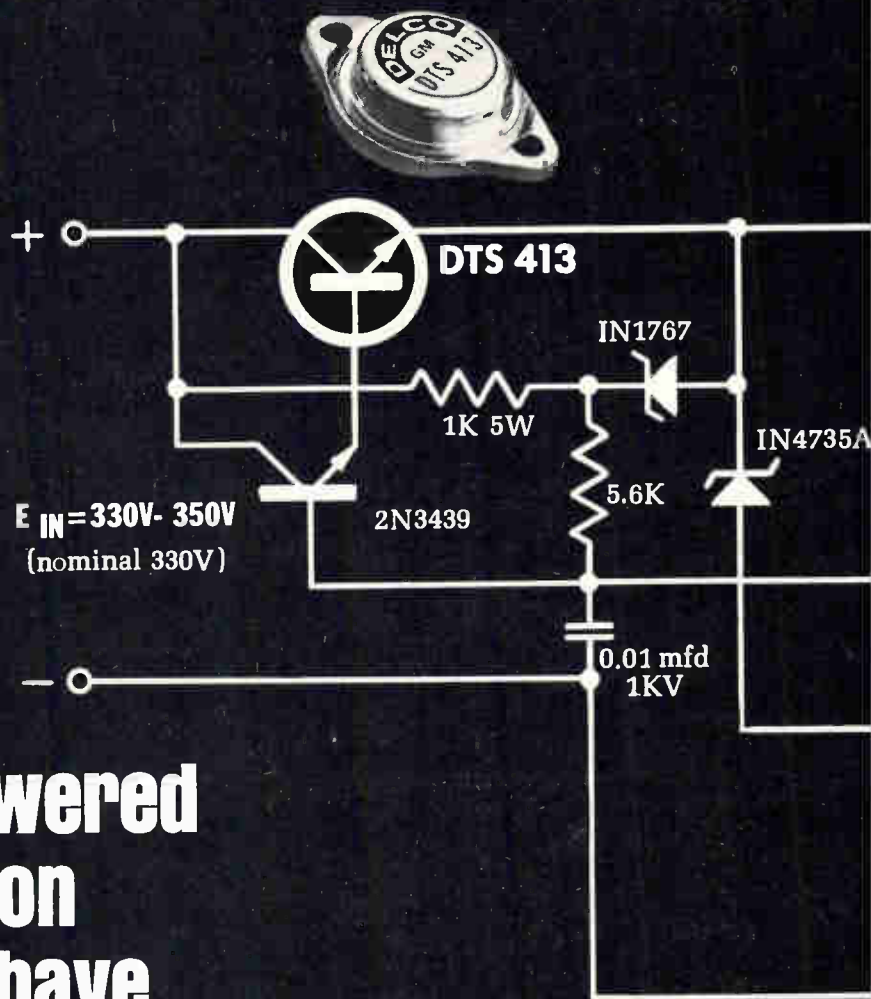 DELCO
GM
DTS 413
+
DTS 413
IN1767
1K 5W
IN4735A
5.6K
E IN=330V- 350V
2N3439
(nominal 330V)
0.01 mfd
1KV
—
wered
on
have